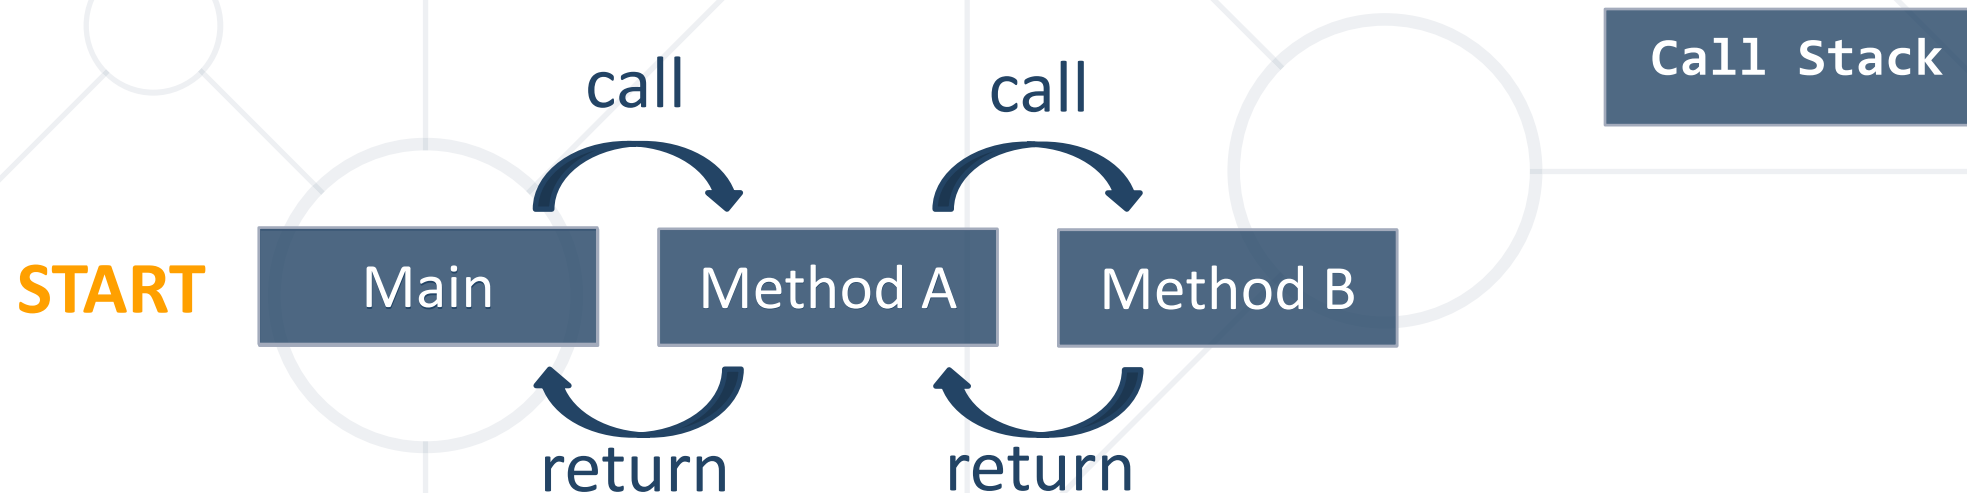 Call Stack
call
call
START
Main
Method A
Method B
return
return